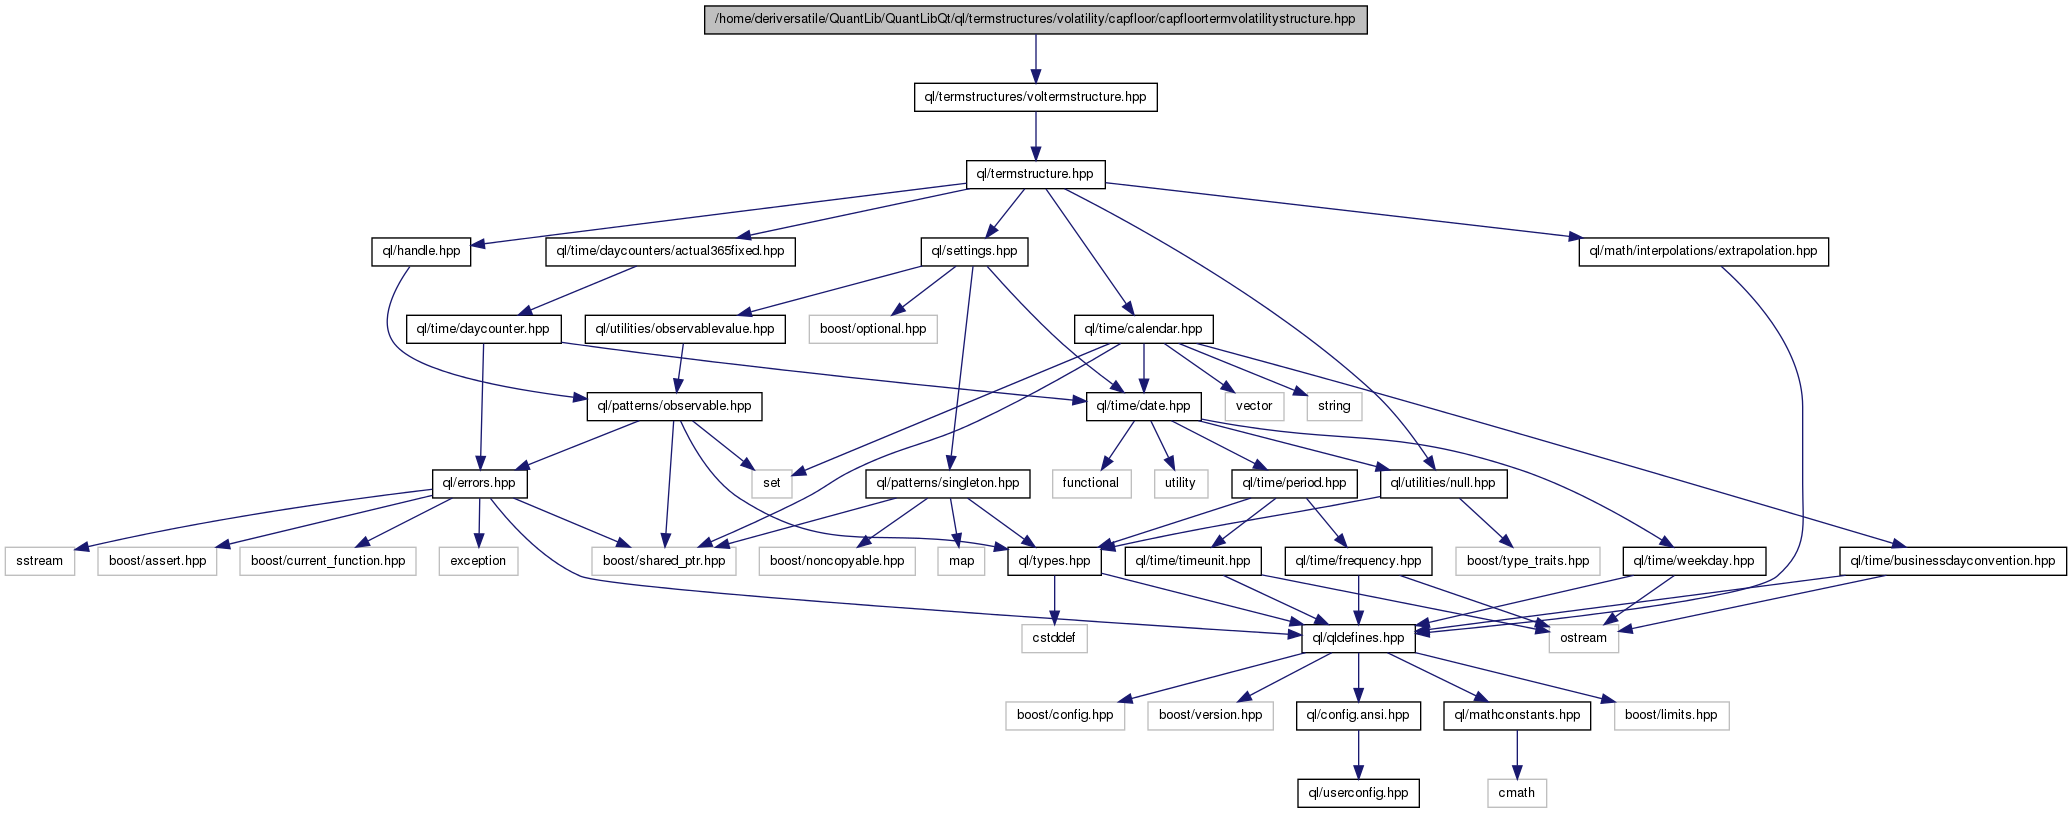 /home/deriversatile/QuantLib/QuantLibQt/ql/termstructures/volatility/capfloor/capfloortermvolatilitystructure.hpp
ql/termstructures/voltermstructure.hpp
ql/termstructure.hpp
ql/handle.hpp
ql/time/daycounters/actual365fixed.hpp
ql/settings.hpp
ql/math/interpolations/extrapolation.hpp
ql/time/daycounter.hpp
ql/utilities/observablevalue.hpp
boost/optional.hpp
ql/time/calendar.hpp
ql/patterns/observable.hpp
ql/time/date.hpp
vector
string
ql/errors.hpp
set
ql/patterns/singleton.hpp
functional
utility
ql/time/period.hpp
ql/utilities/null.hpp
sstream
boost/assert.hpp
boost/current_function.hpp
exception
boost/shared_ptr.hpp
boost/noncopyable.hpp
map
ql/types.hpp
ql/time/timeunit.hpp
ql/time/frequency.hpp
boost/type_traits.hpp
ql/time/weekday.hpp
ql/time/businessdayconvention.hpp
cstddef
ql/qldefines.hpp
ostream
boost/config.hpp
boost/version.hpp
ql/config.ansi.hpp
ql/mathconstants.hpp
boost/limits.hpp
ql/userconfig.hpp
cmath